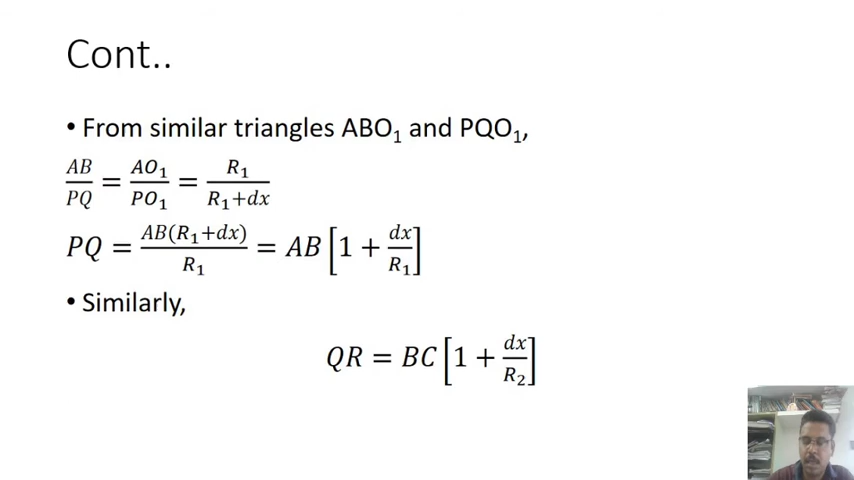 Cont..
• From similar triangles ABO₁ and PQO₁,
AB/PQ = AO₁/PO₁ = R₁/(R₁+dx)
PQ = AB(R₁+dx)/R₁ = AB[1 + dx/R₁]
• Similarly,
QR = BC[1 + dx/R₂]